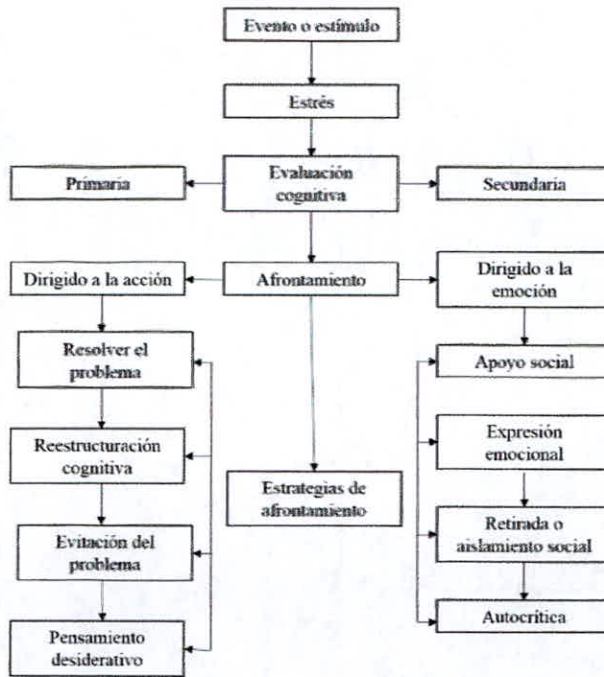 Evento o estímulo
Estrés
Primaria
Evaluación
cognitiva
Secundaria
Dirigido a la acción
Afrontamiento
Dirigido a la
emoción
Resolver el
problema
Apoyo social
Reestructuración
cognitiva
Expresión
emocional
Estrategias de
afrontamiento
Evitación del
problema
Retirada o
aislamiento social
Pensamiento
desiderativo
Autocrítica